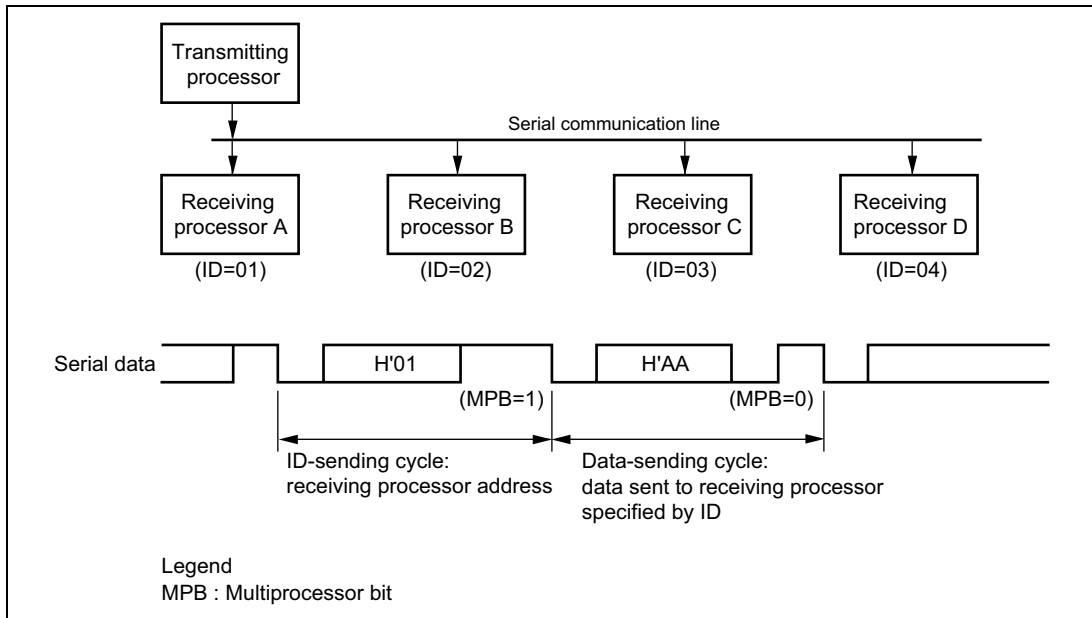 Transmitting
processor
Serial communication line
Receiving
processor A
Receiving
processor B
Receiving
processor C
Receiving
processor D
(ID=01)
(ID=02)
(ID=03)
(ID=04)
Serial data
H'01
H'AA
(MPB=1)
(MPB=0)
ID-sending cycle:
receiving processor address
Data-sending cycle:
data sent to receiving processor
specified by ID
Legend
MPB : Multiprocessor bit